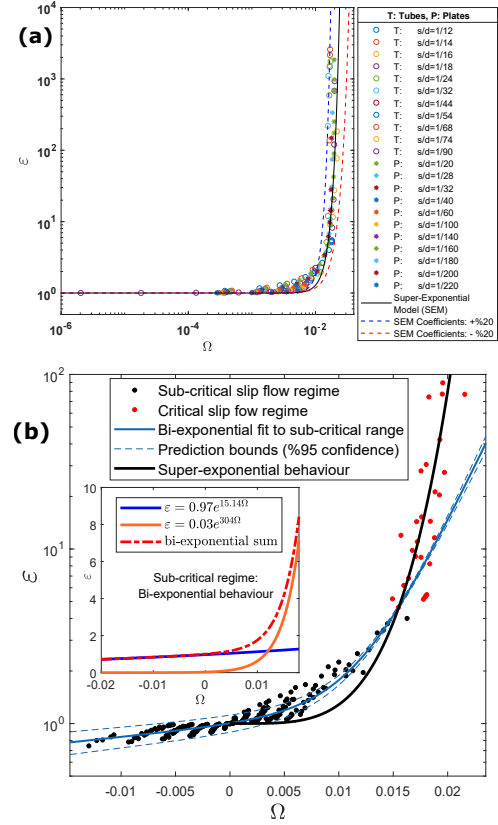 (a)
10^4
10^3
10^2
10^1
10^0
ε
10^-6
10^-4
10^-2
Ω
T: Tubes, P: Plates
T: s/d=1/12
T: s/d=1/14
T: s/d=1/16
T: s/d=1/18
T: s/d=1/24
T: s/d=1/32
T: s/d=1/44
T: s/d=1/54
T: s/d=1/68
T: s/d=1/74
T: s/d=1/90
P: s/d=1/20
P: s/d=1/28
P: s/d=1/32
P: s/d=1/40
P: s/d=1/60
P: s/d=1/100
P: s/d=1/140
P: s/d=1/160
P: s/d=1/180
P: s/d=1/200
P: s/d=1/220
Super-Exponential
Model (SEM)
SEM Coefficients: +%20
SEM Coefficients: - %20
(b)
10^2
10^1
10^0
ε
Sub-critical slip flow regime
Critical slip fow regime
Bi-exponential fit to sub-critical range
Prediction bounds (%95 confidence)
Super-exponential behaviour
10
8
6
4
2
0
ε
ε = 0.97e^15.14Ω
ε = 0.03e^304Ω
bi-exponential sum
Sub-critical regime:
Bi-exponential behaviour
-0.02
-0.01
0
0.01
Ω
-0.01
-0.005
0
0.005
0.01
0.015
0.02
Ω